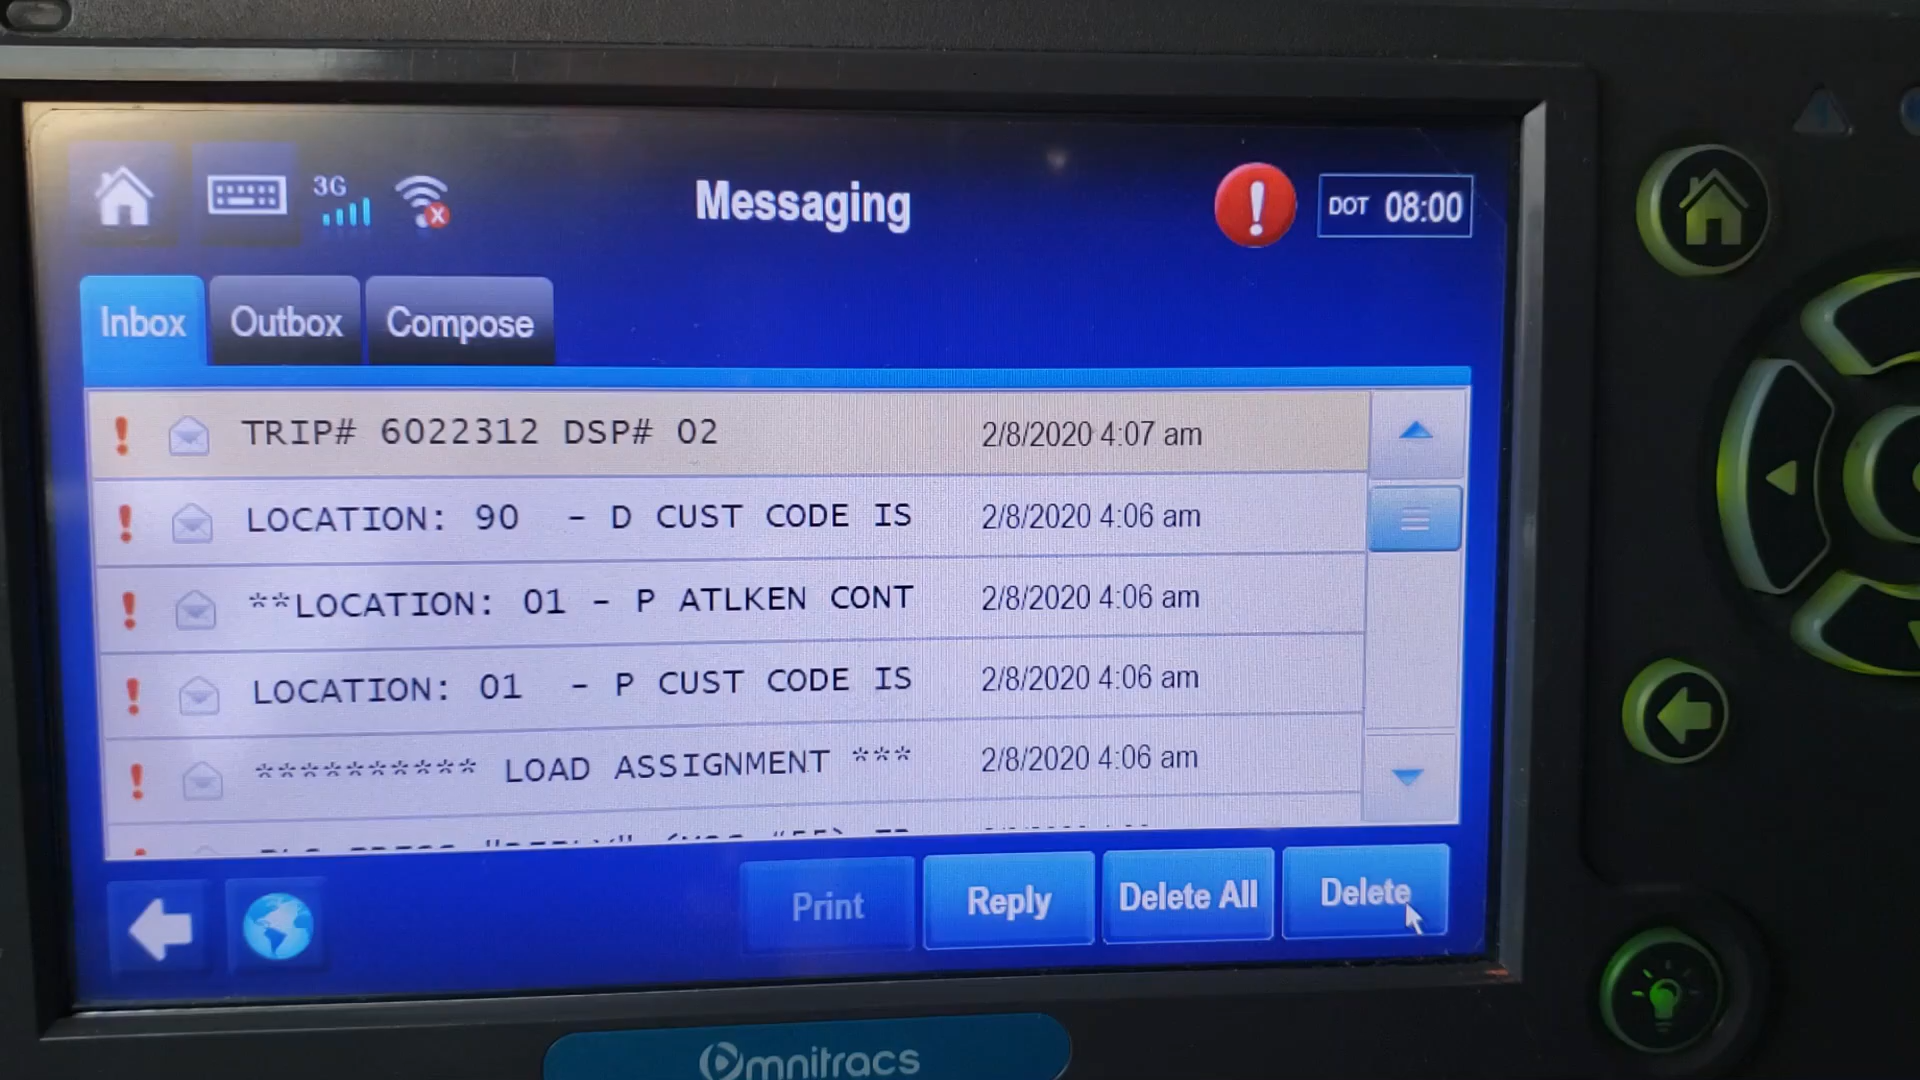 3G
Messaging
!
DOT 08:00
Inbox
Outbox
Compose
! TRIP# 6022312 DSP# 02 2/8/2020 4:07 am
! LOCATION: 90 - D CUST CODE IS 2/8/2020 4:06 am
! **LOCATION: 01 - P ATLKEN CONT 2/8/2020 4:06 am
! LOCATION: 01 - P CUST CODE IS 2/8/2020 4:06 am
! ********** LOAD ASSIGNMENT *** 2/8/2020 4:06 am
Print
Reply
Delete All
Delete
Omnitracs